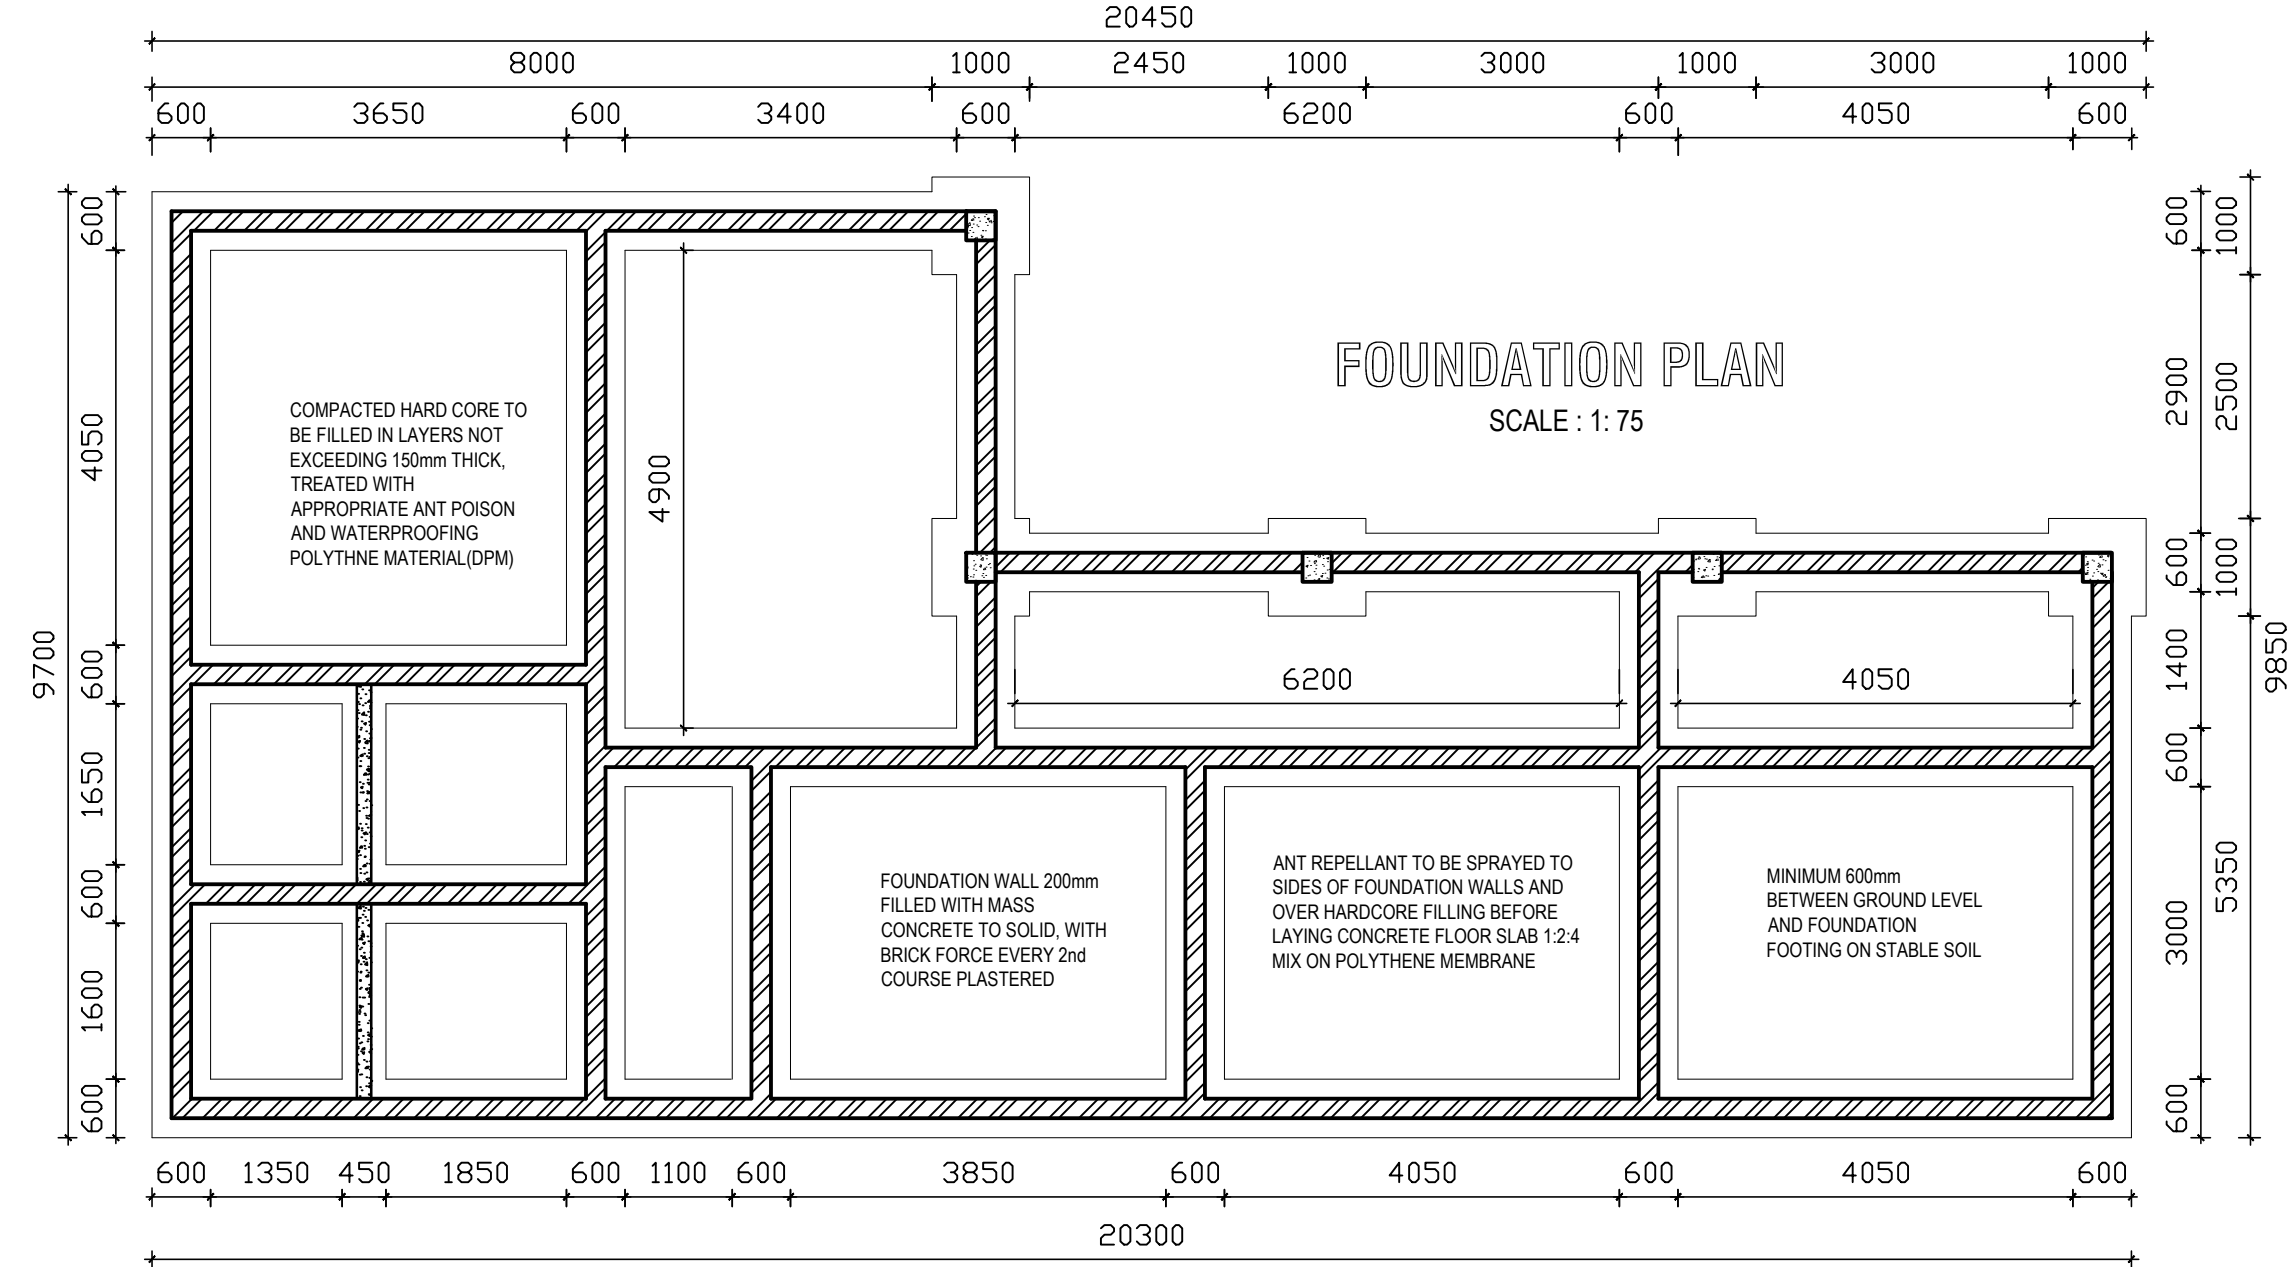 20450
8000 1000 2450 1000 3000 1000 3000 1000
600 3650 600 3400 600 6200 600 4050 600
9700
600
4050
600
1650
600
1600
600
COMPACTED HARD CORE TO
BE FILLED IN LAYERS NOT
EXCEEDING 150mm THICK,
TREATED WITH
APPROPRIATE ANT POISON
AND WATERPROOFING
POLYTHNE MATERIAL(DPM)
4900
FOUNDATION PLAN
SCALE : 1: 75
6200
4050
FOUNDATION WALL 200mm
FILLED WITH MASS
CONCRETE TO SOLID, WITH
BRICK FORCE EVERY 2nd
COURSE PLASTERED
ANT REPELLANT TO BE SPRAYED TO
SIDES OF FOUNDATION WALLS AND
OVER HARDCORE FILLING BEFORE
LAYING CONCRETE FLOOR SLAB 1:2:4
MIX ON POLYTHENE MEMBRANE
MINIMUM 600mm
BETWEEN GROUND LEVEL
AND FOUNDATION
FOOTING ON STABLE SOIL
600
2900
600
1400
600
3000
600
1000
2500
1000
5350
9850
600 1350 450 1850 600 1100 600 3850 600 4050 600 4050 600
20300